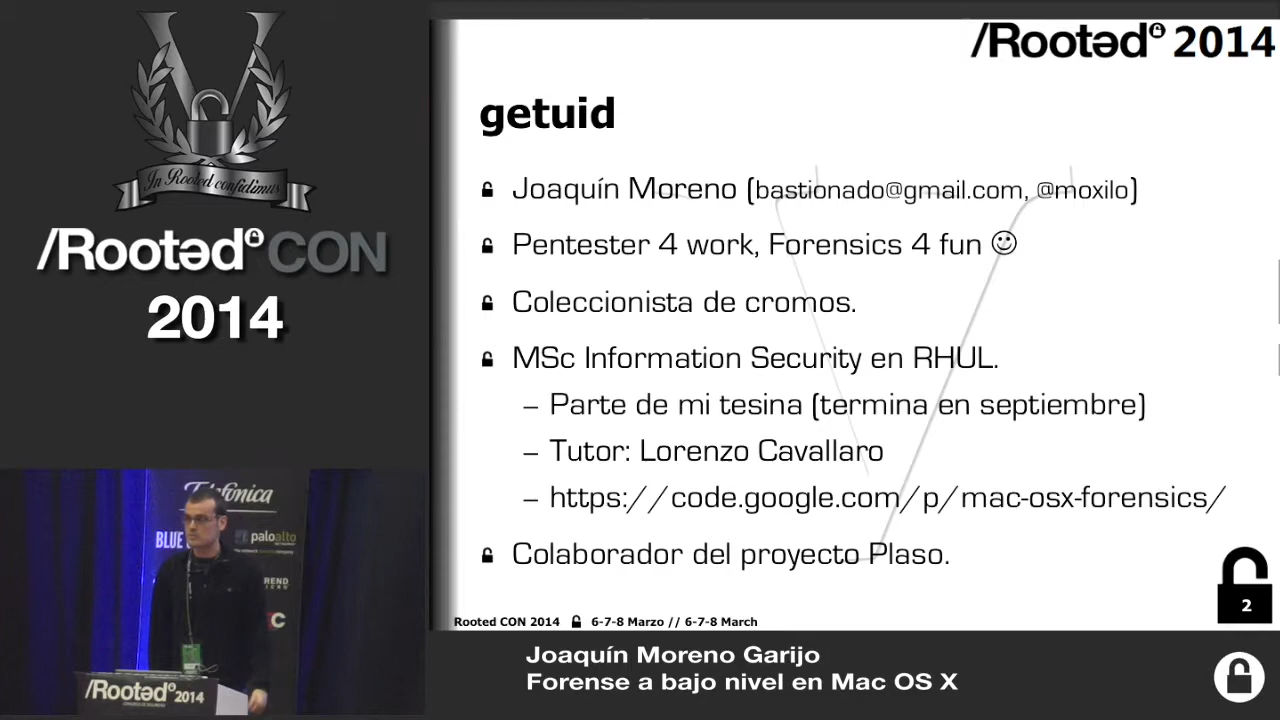 In Rooted confidimus
/RootedCON
2014
/Rooted 2014
getuid
Joaquín Moreno (bastionado@gmail.com, @moxilo)
Pentester 4 work, Forensics 4 fun ☺
Coleccionista de cromos.
MSc Information Security en RHUL.
– Parte de mi tesina (termina en septiembre)
– Tutor: Lorenzo Cavallaro
– https://code.google.com/p/mac-osx-forensics/
Colaborador del proyecto Plaso.
2
Rooted CON 2014 6-7-8 Marzo // 6-7-8 March
Telefónica
BLUE
paloalto
REND
C
/Rooted 2014
Joaquín Moreno Garijo
Forense a bajo nivel en Mac OS X